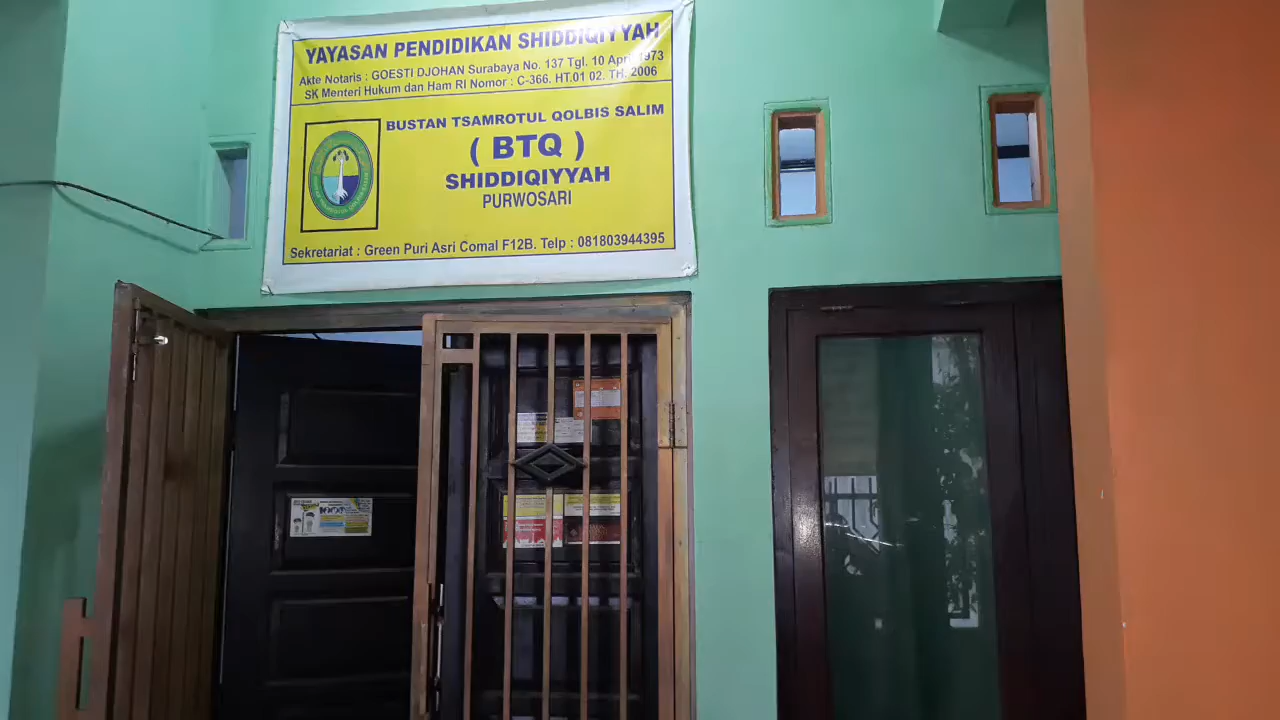 YAYASAN PENDIDIKAN SHIDDIQIYYAH
Akte Notaris : GOESTI DJOHAN Surabaya No. 137 Tgl. 10 April 1973
SK Menteri Hukum dan Ham RI Nomor : C-366. HT.01 02. TH. 2006
BUSTAN TSAMROTUL QOLBIS SALIM
( BTQ )
SHIDDIQIYYAH
PURWOSARI
Sekretariat : Green Puri Asri Comal F12B. Telp : 081803944395